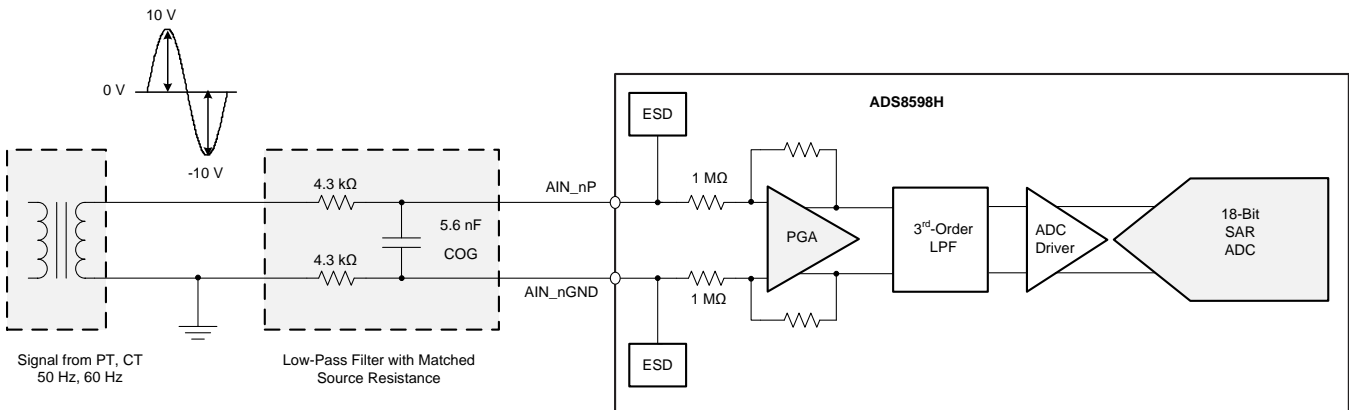 10 V
0 V
-10 V
Signal from PT, CT
50 Hz, 60 Hz
4.3 kΩ
4.3 kΩ
5.6 nF
COG
Low-Pass Filter with Matched
Source Resistance
AIN_nP
AIN_nGND
ADS8598H
ESD
1 MΩ
1 MΩ
ESD
PGA
3rd-Order
LPF
ADC
Driver
18-Bit
SAR
ADC